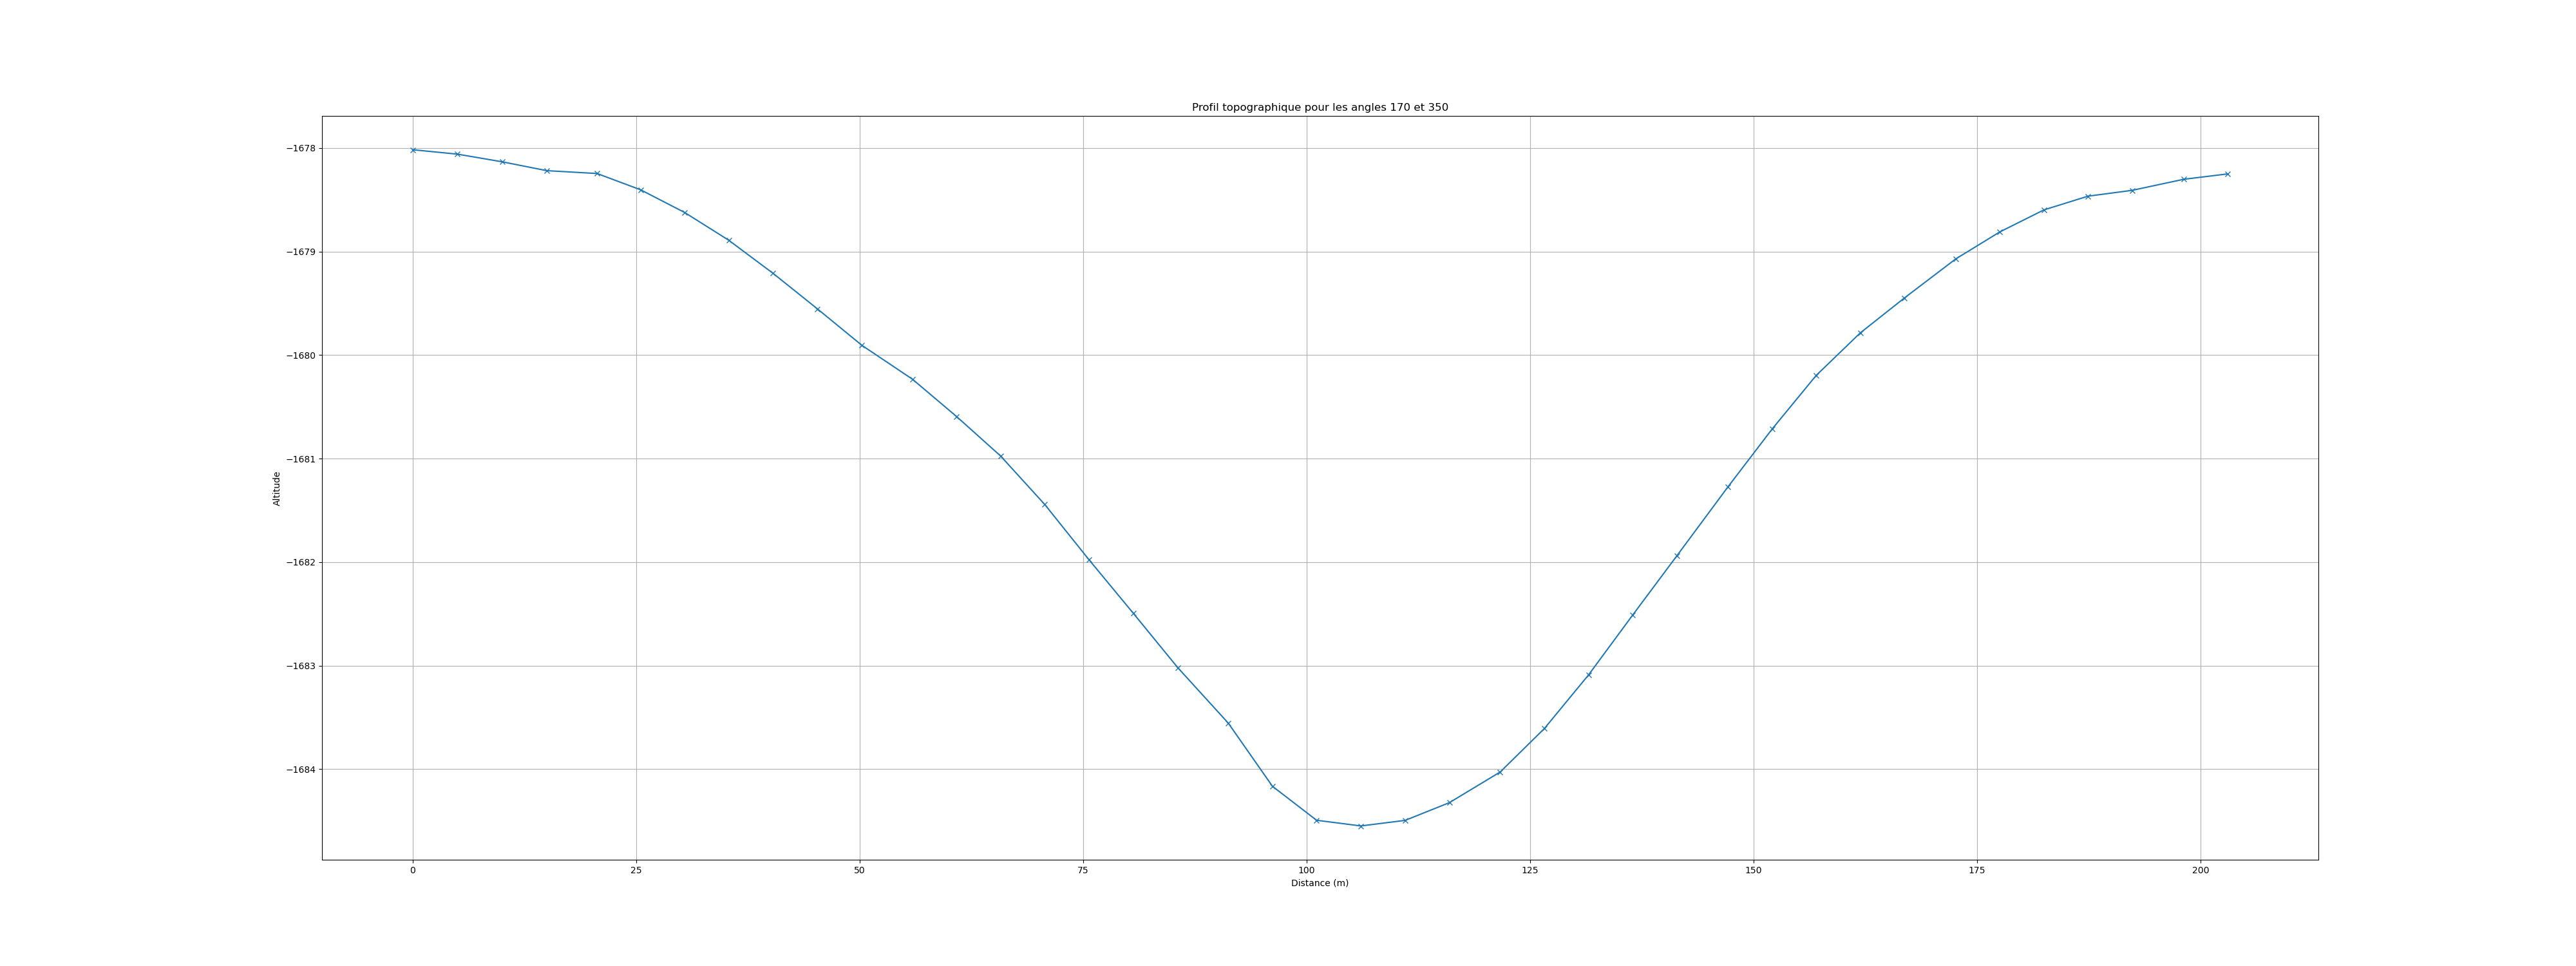 Profil topographique pour les angles 170 et 350
−1678
−1679
−1680
−1681
−1682
−1683
−1684
Altitude
0 25 50 75 100 125 150 175 200
Distance (m)